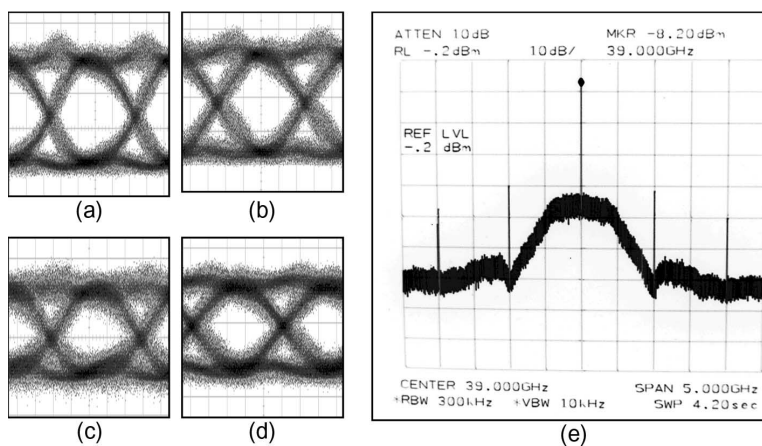 (a)
(b)
(c)
(d)
ATTEN 10dB MKR -8.20dBm
RL -.2dBm 10dB/ 39.000GHz
REF LVL
-.2 dBm
CENTER 39.000GHz SPAN 5.000GHz
*RBW 300kHz *VBW 10kHz SWP 4.20sec
(e)